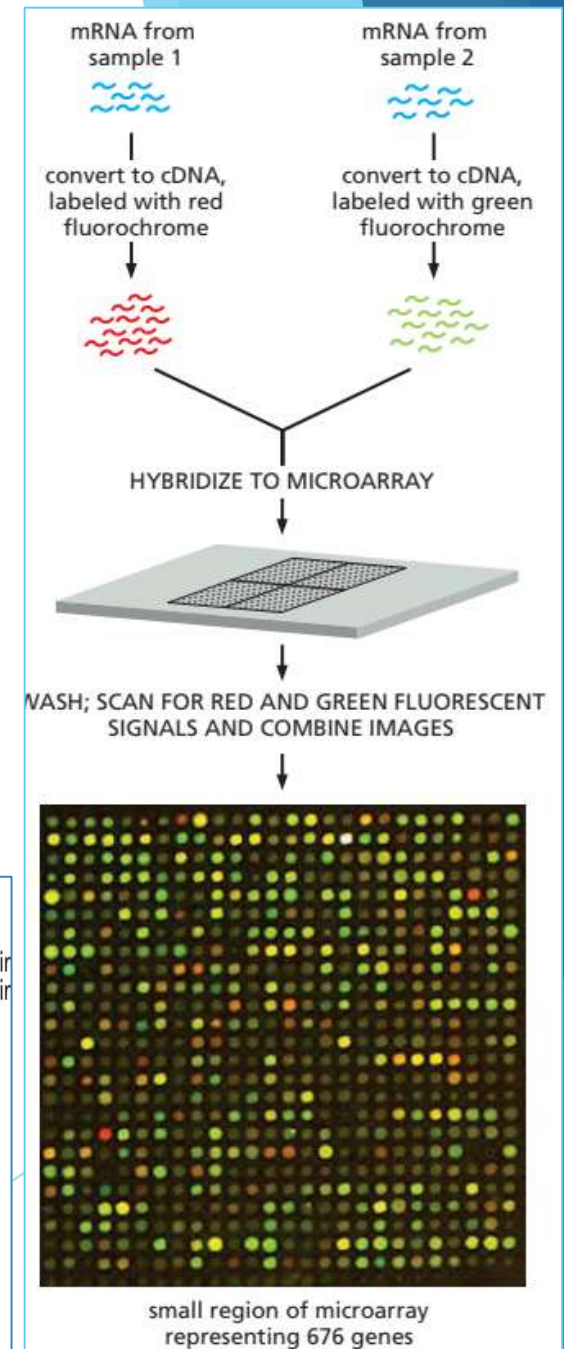 mRNA from
sample 1
mRNA from
sample 2
convert to cDNA,
labeled with red
fluorochrome
convert to cDNA,
labeled with green
fluorochrome
HYBRIDIZE TO MICROARRAY
WASH; SCAN FOR RED AND GREEN FLUORESCENT
SIGNALS AND COMBINE IMAGES
small region of microarray
representing 676 genes